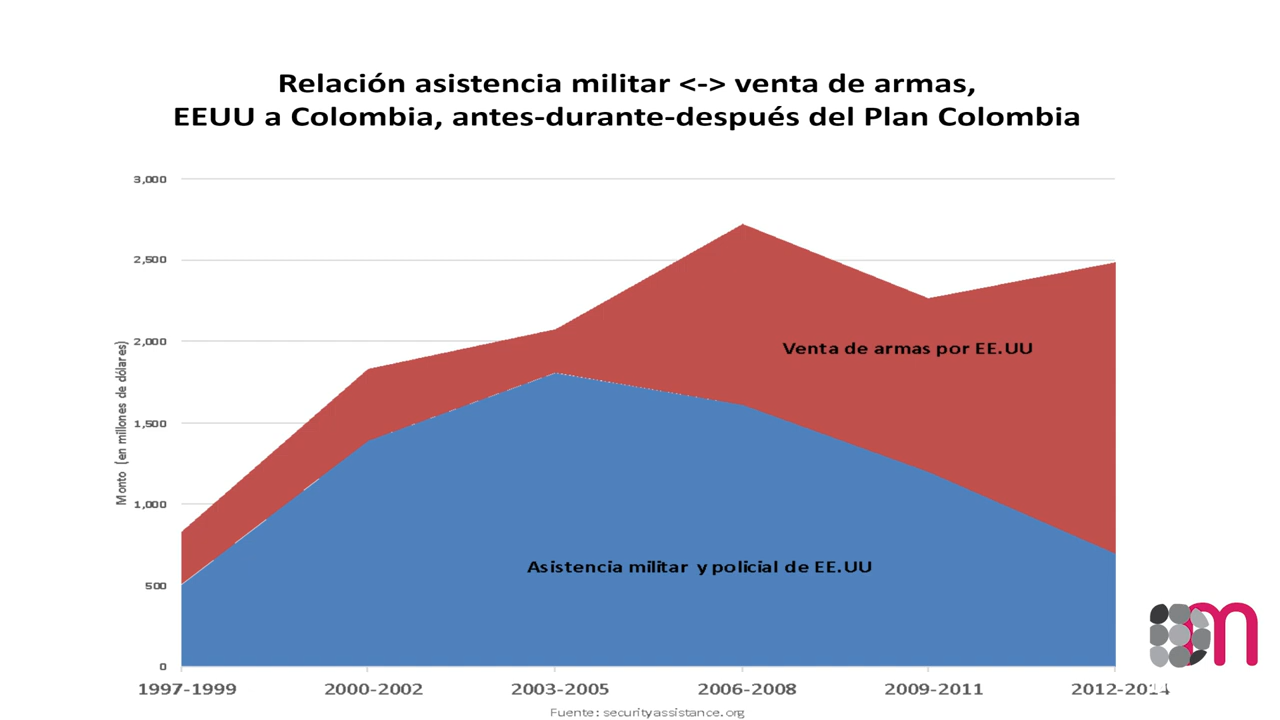 Relación asistencia militar <-> venta de armas,
EEUU a Colombia, antes-durante-después del Plan Colombia
3,000
2,500
2,000
1,500
1,000
500
0
Monto (en millones de dólares)
Venta de armas por EE.UU
Asistencia militar y policial de EE.UU
1997-1999 2000-2002 2003-2005 2006-2008 2009-2011 2012-2014
Fuente: securityassistance.org
m